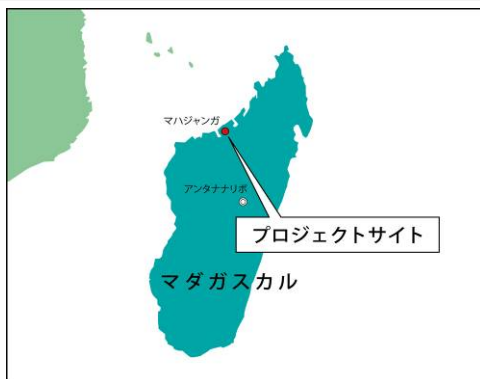 マハジャンガ
アンタナナリボ
プロジェクトサイト
マダガスカル